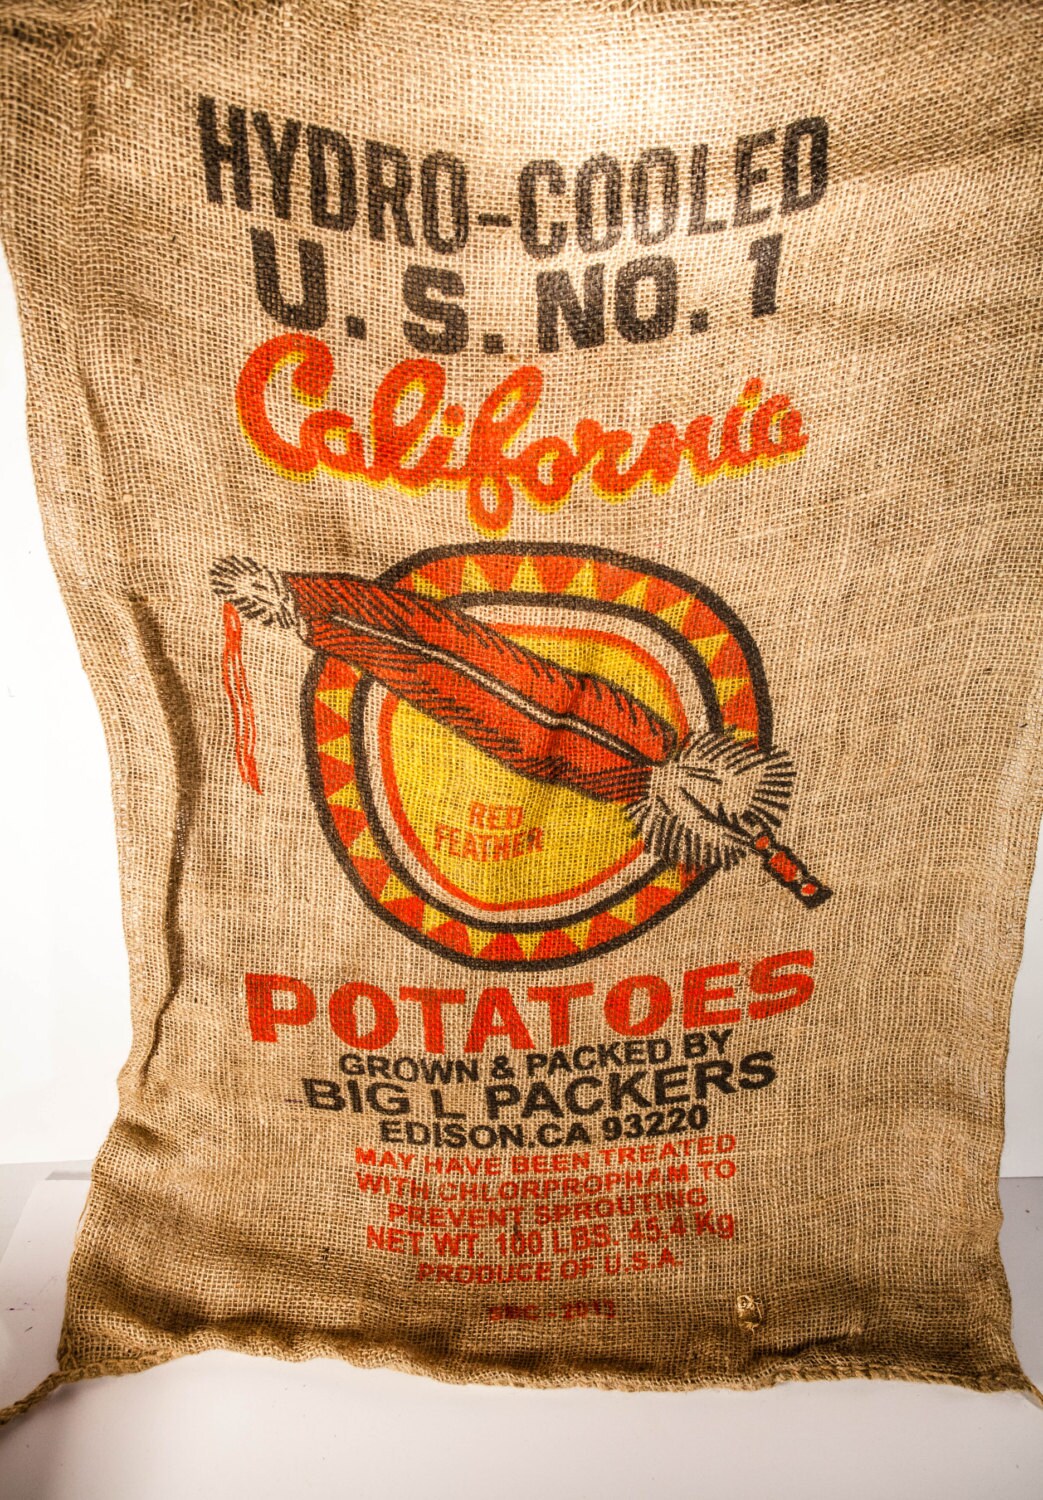 HYDRO-COOLED
U. S. NO. 1
California
RED
FEATHER
POTATOES
GROWN & PACKED BY
BIG L PACKERS
EDISON.CA 93220
MAY HAVE BEEN TREATED
WITH CHLORPROPHAM TO
PREVENT SPROUTING
NET WT. 100 LBS. 45.4 Kg
PRODUCE OF U.S.A.